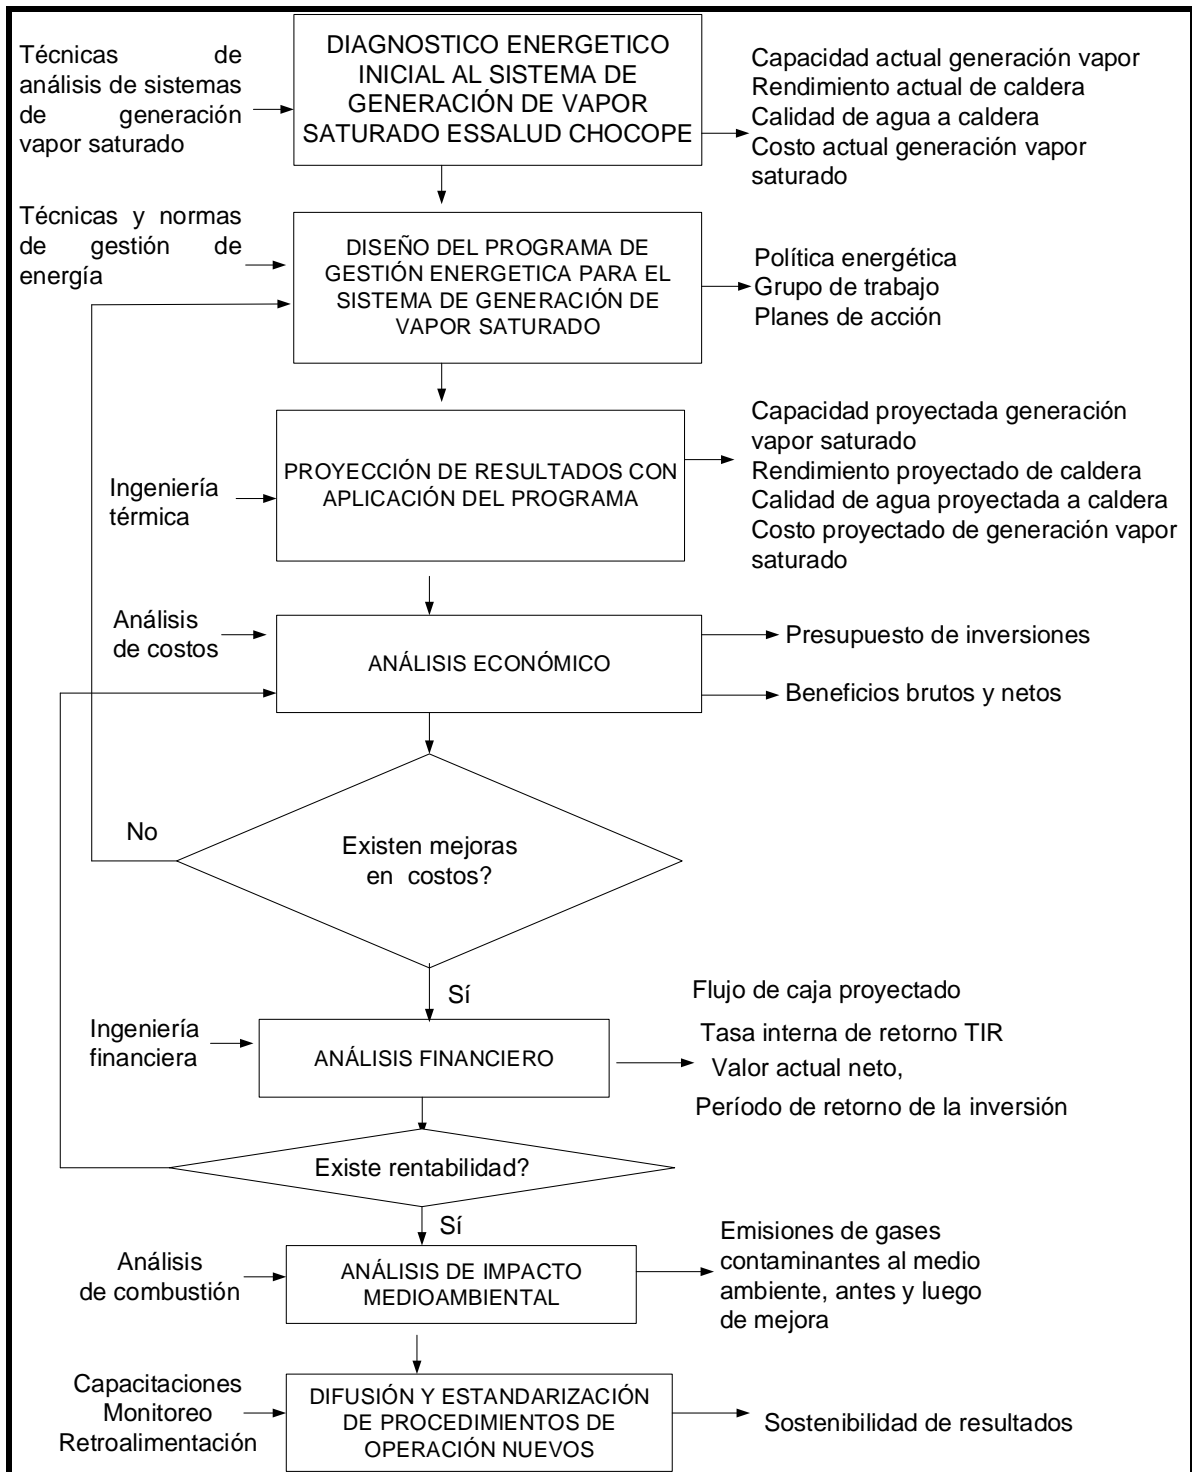 Técnicas de
análisis de sistemas
de generación
vapor saturado
DIAGNOSTICO ENERGETICO
INICIAL AL SISTEMA DE
GENERACIÓN DE VAPOR
SATURADO ESSALUD CHOCOPE
Capacidad actual generación vapor
Rendimiento actual de caldera
Calidad de agua a caldera
Costo actual generación vapor
saturado
Técnicas y normas
de gestión de
energía
DISEÑO DEL PROGRAMA DE
GESTIÓN ENERGETICA PARA EL
SISTEMA DE GENERACIÓN DE
VAPOR SATURADO
Política energética
Grupo de trabajo
Planes de acción
Ingeniería
térmica
PROYECCIÓN DE RESULTADOS CON
APLICACIÓN DEL PROGRAMA
Capacidad proyectada generación
vapor saturado
Rendimiento proyectado de caldera
Calidad de agua proyectada a caldera
Costo proyectado de generación vapor
saturado
Análisis
de costos
ANÁLISIS ECONÓMICO
Presupuesto de inversiones
Beneficios brutos y netos
No
Existen mejoras
en costos?
Sí
Ingeniería
financiera
ANÁLISIS FINANCIERO
Flujo de caja proyectado
Tasa interna de retorno TIR
Valor actual neto,
Período de retorno de la inversión
Existe rentabilidad?
Sí
Análisis
de combustión
ANÁLISIS DE IMPACTO
MEDIOAMBIENTAL
Emisiones de gases
contaminantes al medio
ambiente, antes y luego
de mejora
Capacitaciones
Monitoreo
Retroalimentación
DIFUSIÓN Y ESTANDARIZACIÓN
DE PROCEDIMIENTOS DE
OPERACIÓN NUEVOS
Sostenibilidad de resultados